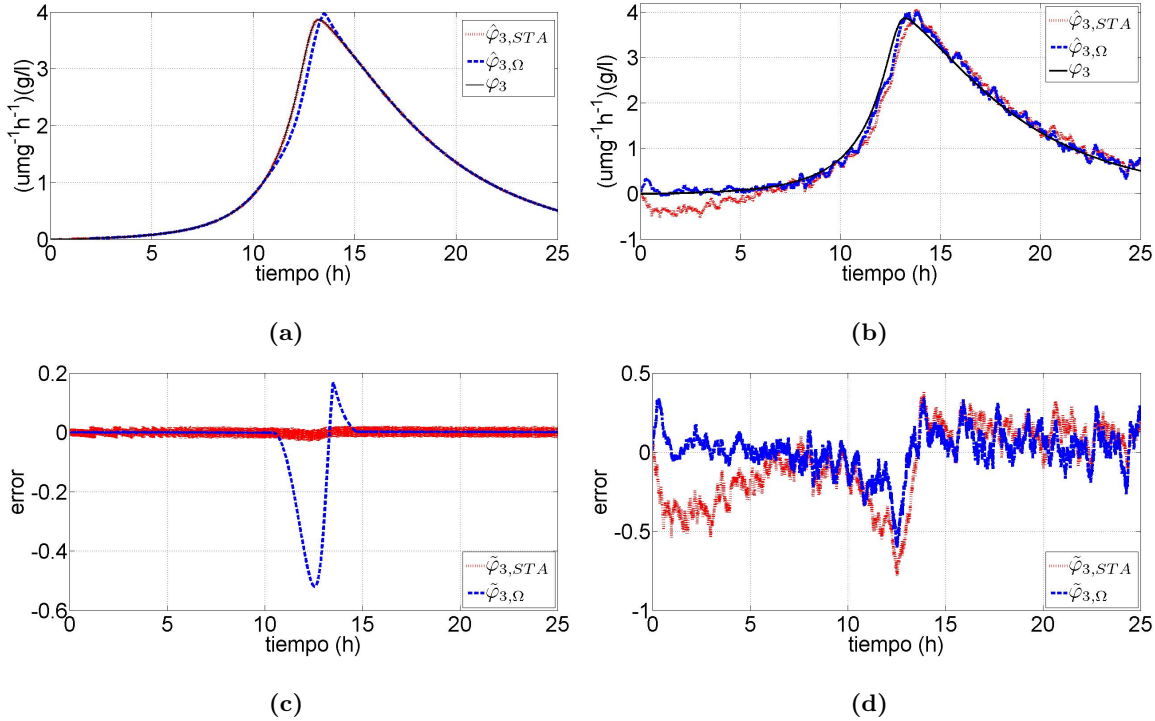 4
3
2
1
0
(umg⁻¹h⁻¹)(g/l)
0 5 10 15 20 25
tiempo (h)
φ̂₃,STA
φ̂₃,Ω
φ₃
(a)
4
3
2
1
0
-1
(umg⁻¹h⁻¹)(g/l)
0 5 10 15 20 25
tiempo (h)
φ̂₃,STA
φ̂₃,Ω
φ₃
(b)
0.2
0
-0.2
-0.4
-0.6
error
0 5 10 15 20 25
tiempo (h)
φ̃₃,STA
φ̃₃,Ω
(c)
0.5
0
-0.5
-1
error
0 5 10 15 20 25
tiempo (h)
φ̃₃,STA
φ̃₃,Ω
(d)